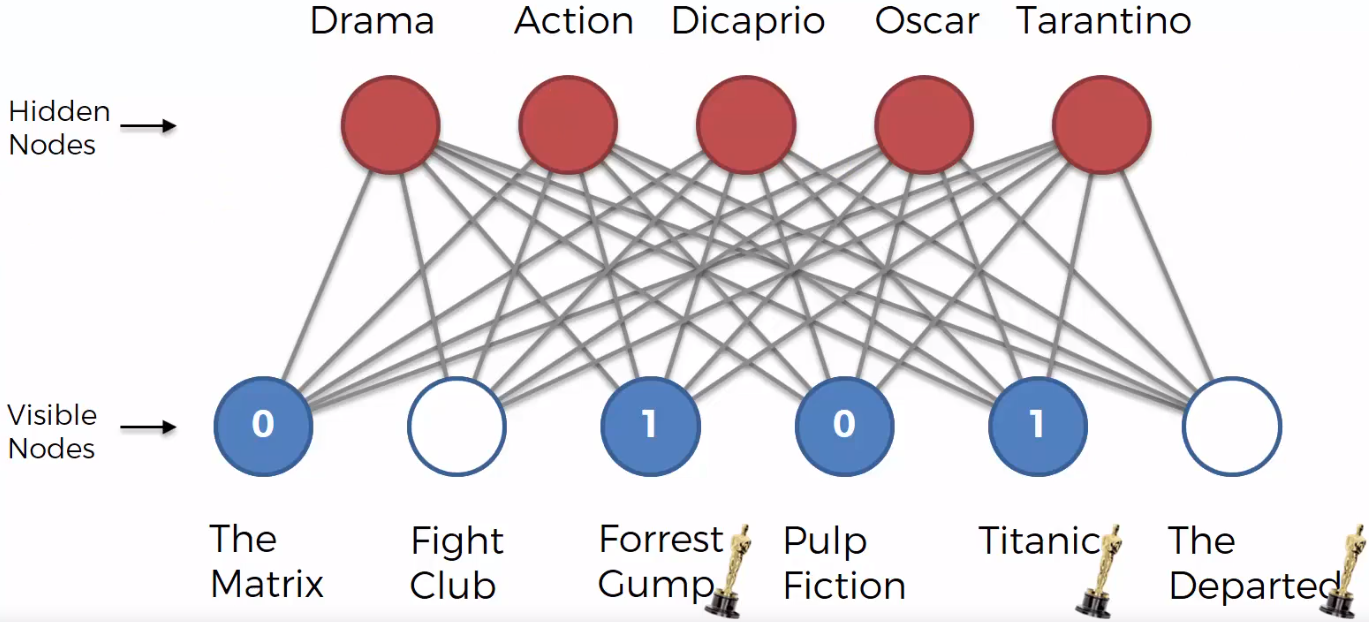 Drama Action Dicaprio Oscar Tarantino
Hidden
Nodes
0 1 0 1
Visible
Nodes
The
Matrix
Fight
Club
Forrest
Gump
Pulp
Fiction
Titanic
The
Departed